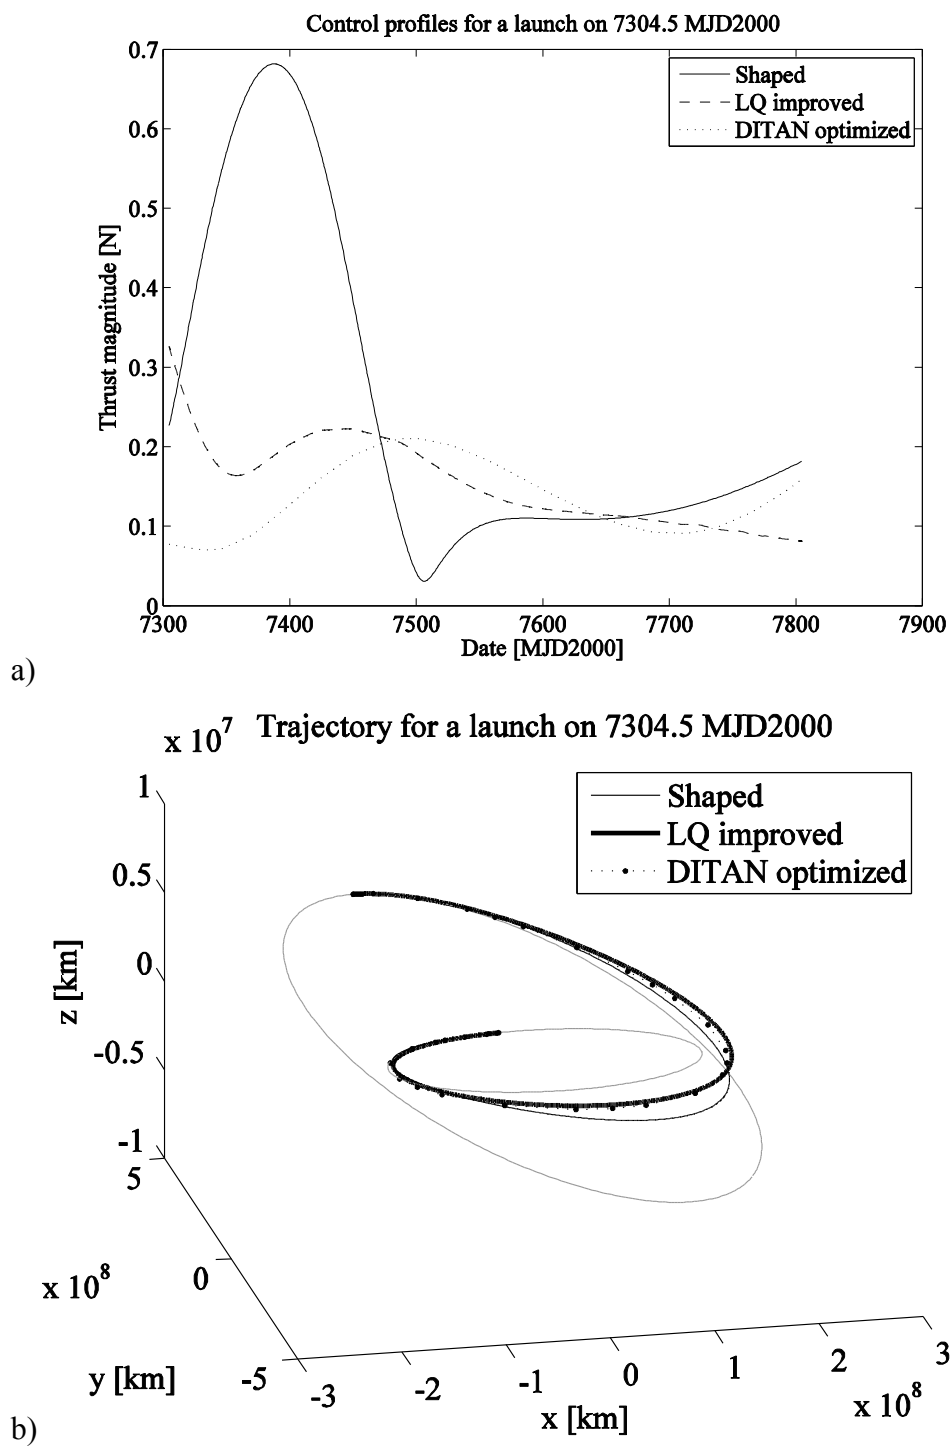 Control profiles for a launch on 7304.5 MJD2000
0.7
0.6
0.5
0.4
0.3
0.2
0.1
0
Thrust magnitude [N]
Shaped
LQ improved
DITAN optimized
7300 7400 7500 7600 7700 7800 7900
Date [MJD2000]
a)
x 10^7 Trajectory for a launch on 7304.5 MJD2000
Shaped
LQ improved
DITAN optimized
1
0.5
0
-0.5
-1
z [km]
5
0
-5
x 10^8
y [km]
-3 -2 -1 0 1 2 3
x [km]
x 10^8
b)